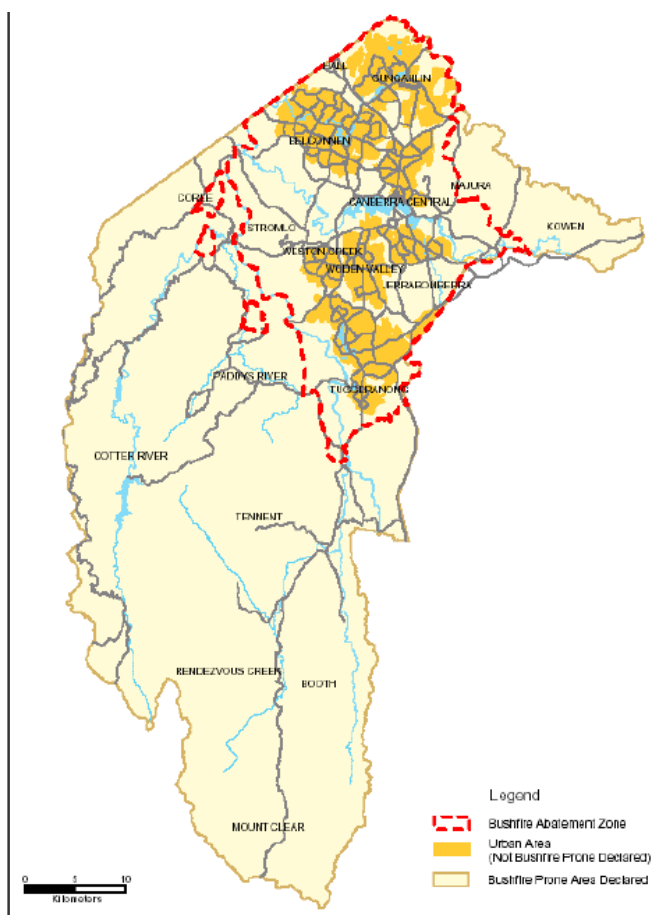 HALL
GUNGAHLIN
BELCONNEN
MAJURA
COREE
CANBERRA CENTRAL
KOWEN
STROMLO
WESTON CREEK
WODEN VALLEY
JERRABOMBERRA
PADDYS RIVER
TUGGERANONG
COTTER RIVER
TENNENT
RENDEZVOUS CREEK
BOOTH
MOUNT CLEAR
Legend
Bushfire Abatement Zone
Urban Area
(Not Bushfire Prone Declared)
Bushfire Prone Area Declared
0 5 10
Kilometers